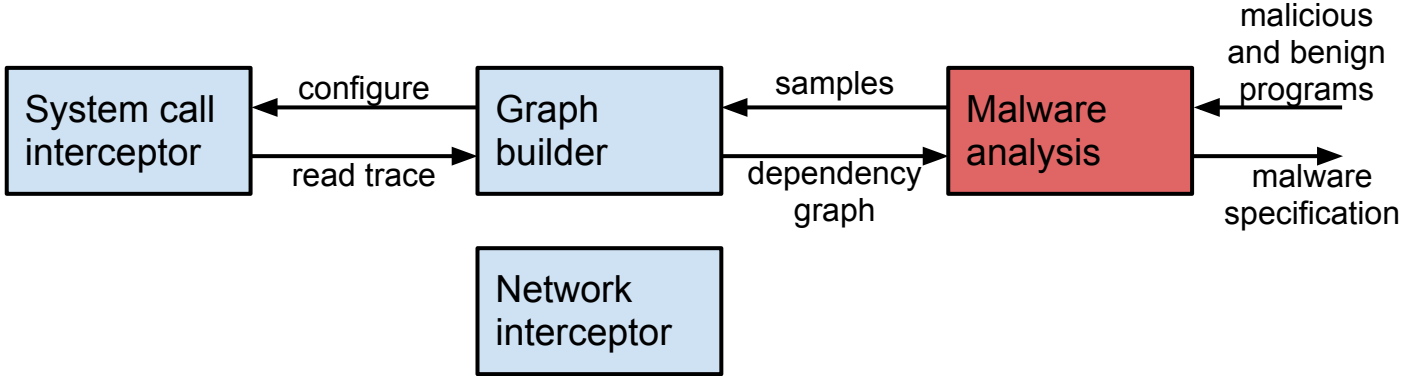 malicious
and benign
programs
System call
interceptor
configure
read trace
Graph
builder
samples
dependency
graph
Malware
analysis
malware
specification
Network
interceptor